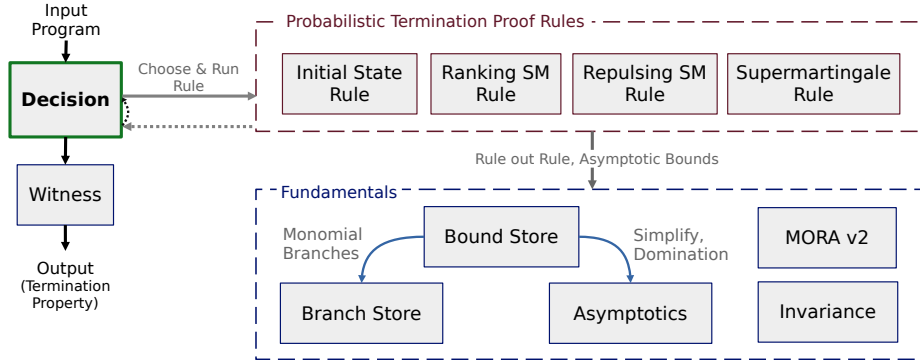 Input
Program
Decision
Witness
Output
(Termination
Property)
Choose & Run
Rule
Probabilistic Termination Proof Rules
Initial State
Rule
Ranking SM
Rule
Repulsing SM
Rule
Supermartingale
Rule
Rule out Rule, Asymptotic Bounds
Fundamentals
Monomial
Branches
Bound Store
Simplify,
Domination
MORA v2
Branch Store
Asymptotics
Invariance